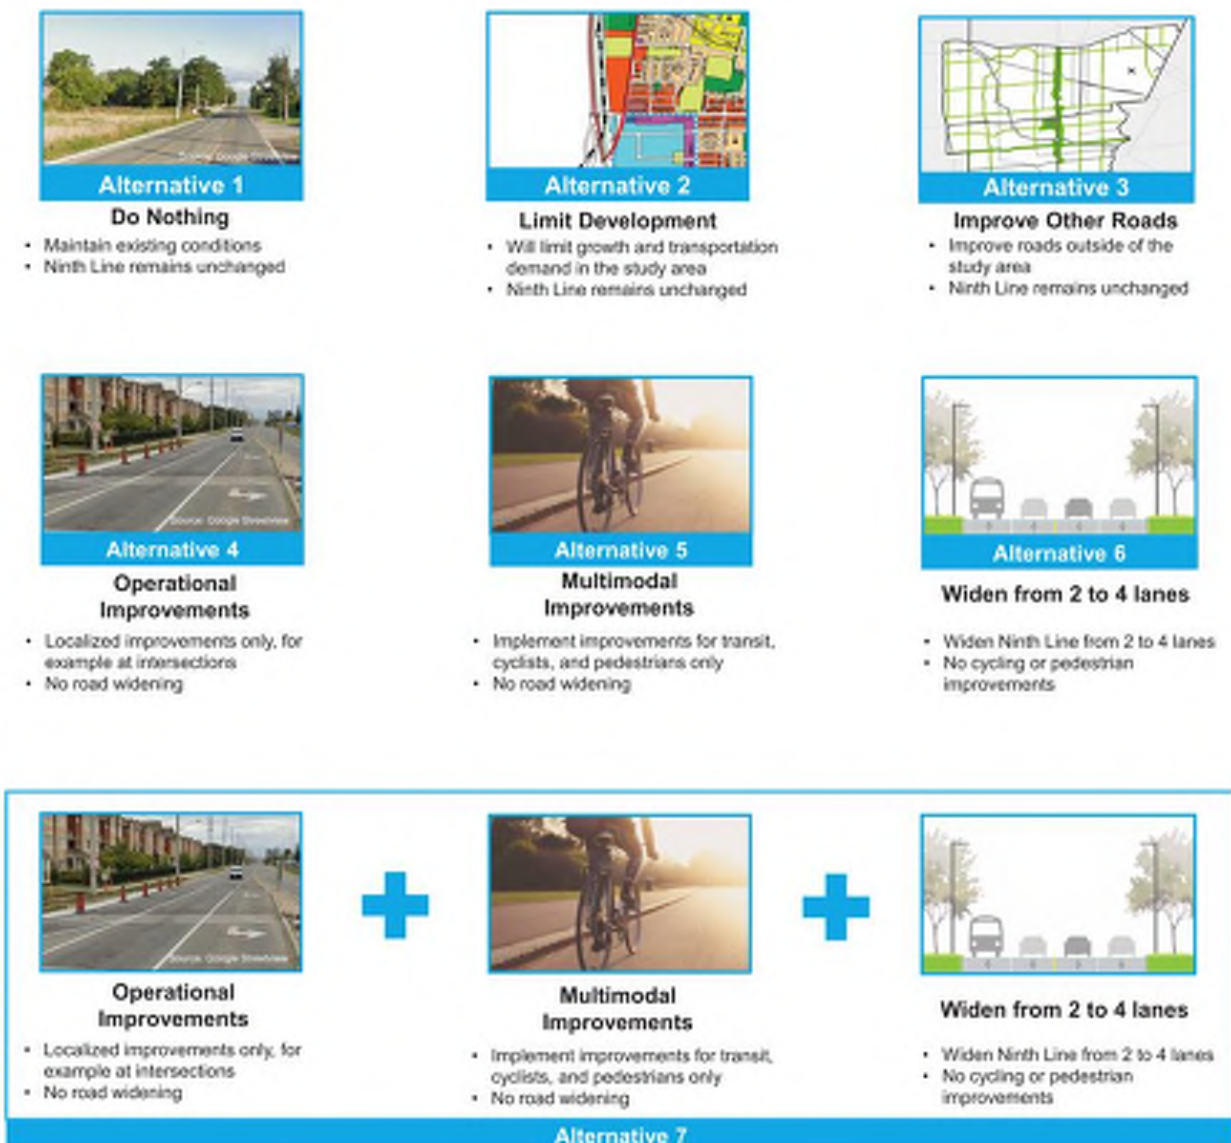 Source: Google Streetview
Alternative 1
Do Nothing
• Maintain existing conditions
• Ninth Line remains unchanged
Alternative 2
Limit Development
• Will limit growth and transportation
demand in the study area
• Ninth Line remains unchanged
Alternative 3
Improve Other Roads
• Improve roads outside of the
study area
• Ninth Line remains unchanged
Source: Google Streetview
Alternative 4
Operational
Improvements
• Localized improvements only, for
example at intersections
• No road widening
Alternative 5
Multimodal
Improvements
• Implement improvements for transit,
cyclists, and pedestrians only
• No road widening
Alternative 6
Widen from 2 to 4 lanes
• Widen Ninth Line from 2 to 4 lanes
• No cycling or pedestrian
improvements
Source: Google Streetview
Operational
Improvements
• Localized improvements only, for
example at intersections
• No road widening
Multimodal
Improvements
• Implement improvements for transit,
cyclists, and pedestrians only
• No road widening
Widen from 2 to 4 lanes
• Widen Ninth Line from 2 to 4 lanes
• No cycling or pedestrian
improvements
Alternative 7